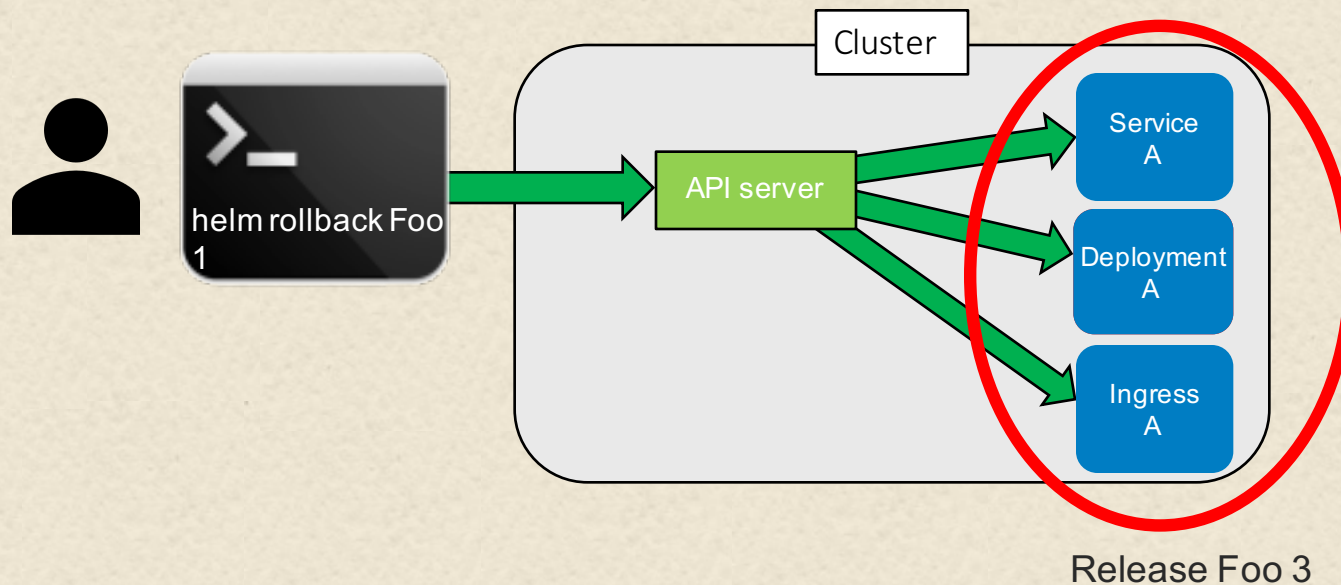 Cluster
>_
helm rollback Foo
1
API server
Service
A
Deployment
A
Ingress
A
Release Foo 3